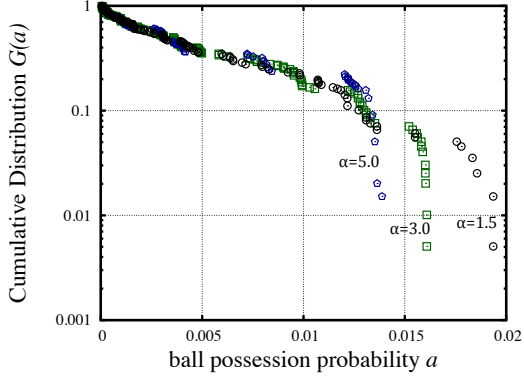 Cumulative Distribution G(a)
1
0.1
0.01
0.001
α=5.0
α=3.0
α=1.5
0
0.005
0.01
0.015
0.02
ball possession probability a